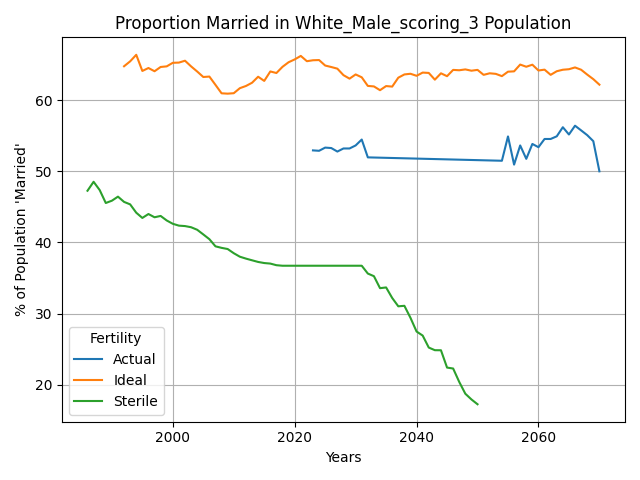 Proportion Married in White_Male_scoring_3 Population
% of Population 'Married'
60
50
40
30
20
Fertility
Actual
Ideal
Sterile
2000 2020 2040 2060
Years